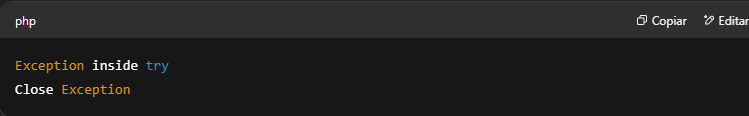 php
Copiar
Editar
Exception inside try
Close Exception